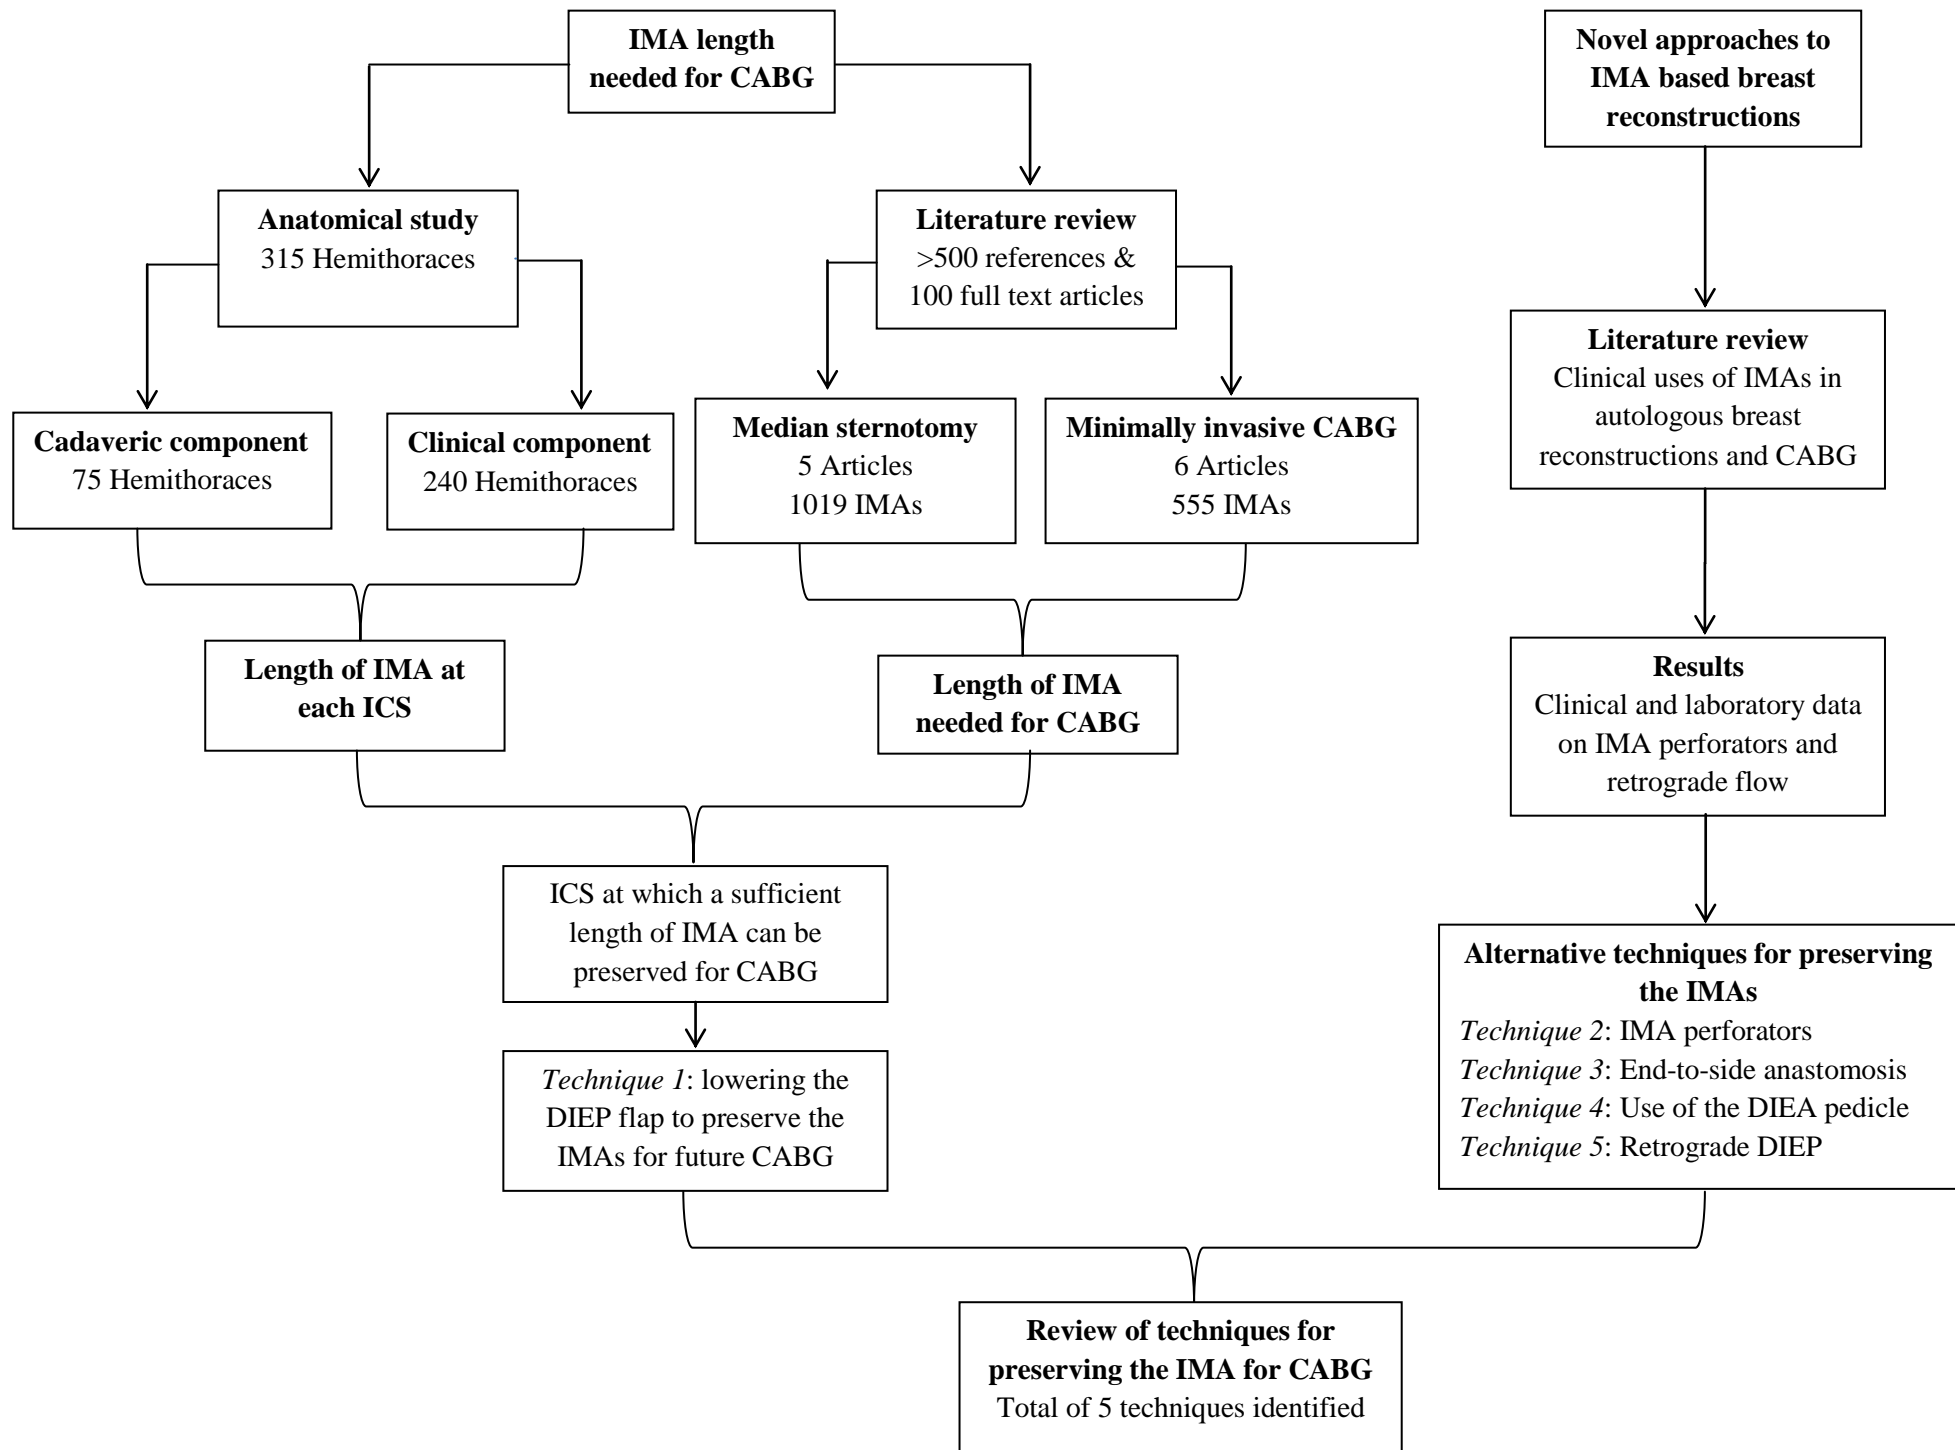 IMA length
needed for CABG
Novel approaches to
IMA based breast
reconstructions
Anatomical study
315 Hemithoraces
Literature review
>500 references &
100 full text articles
Literature review
Clinical uses of IMAs in
autologous breast
reconstructions and CABG
Cadaveric component
75 Hemithoraces
Clinical component
240 Hemithoraces
Median sternotomy
5 Articles
1019 IMAs
Minimally invasive CABG
6 Articles
555 IMAs
Length of IMA at
each ICS
Length of IMA
needed for CABG
Results
Clinical and laboratory data
on IMA perforators and
retrograde flow
ICS at which a sufficient
length of IMA can be
preserved for CABG
Technique 1: lowering the
DIEP flap to preserve the
IMAs for future CABG
Alternative techniques for preserving
the IMAs
Technique 2: IMA perforators
Technique 3: End-to-side anastomosis
Technique 4: Use of the DIEA pedicle
Technique 5: Retrograde DIEP
Review of techniques for
preserving the IMA for CABG
Total of 5 techniques identified